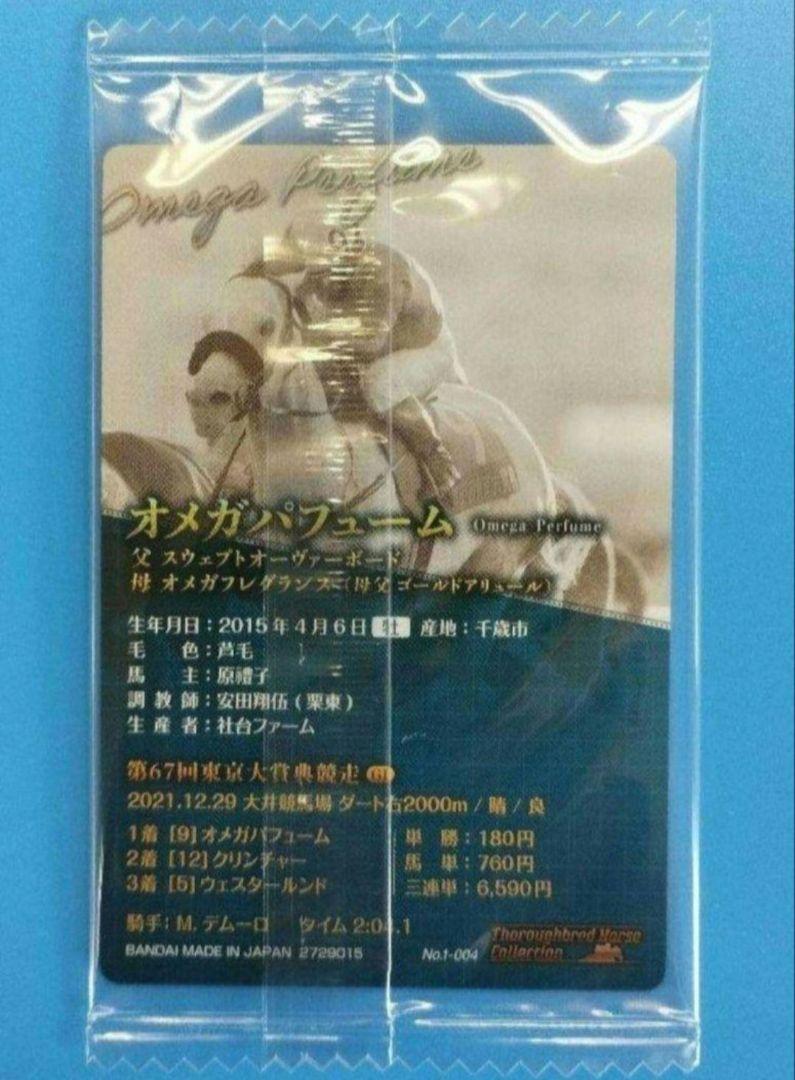 Omega Perfume
オメガパフューム Omega Perfume
父 スウェプトオーヴァーボード
母 オメガフレグランス（母父 ゴールドアリュール）
生年月日：2015年4月6日 牡 産地：千歳市
毛 色：芦毛
馬 主：原禮子
調教師：安田翔伍（栗東）
生産者：社台ファーム
第67回東京大賞典競走 G1
2021.12.29 大井競馬場 ダート右2000m / 晴 / 良
1着 [9] オメガパフューム 単 勝：180円
2着 [12] クリンチャー 馬 単：760円
3着 [5] ウェスタールンド 三連単：6,590円
騎手：M. デムーロ タイム 2:04.1
BANDAI MADE IN JAPAN 2729015 No.1-004 Thoroughbred Horse
Collection